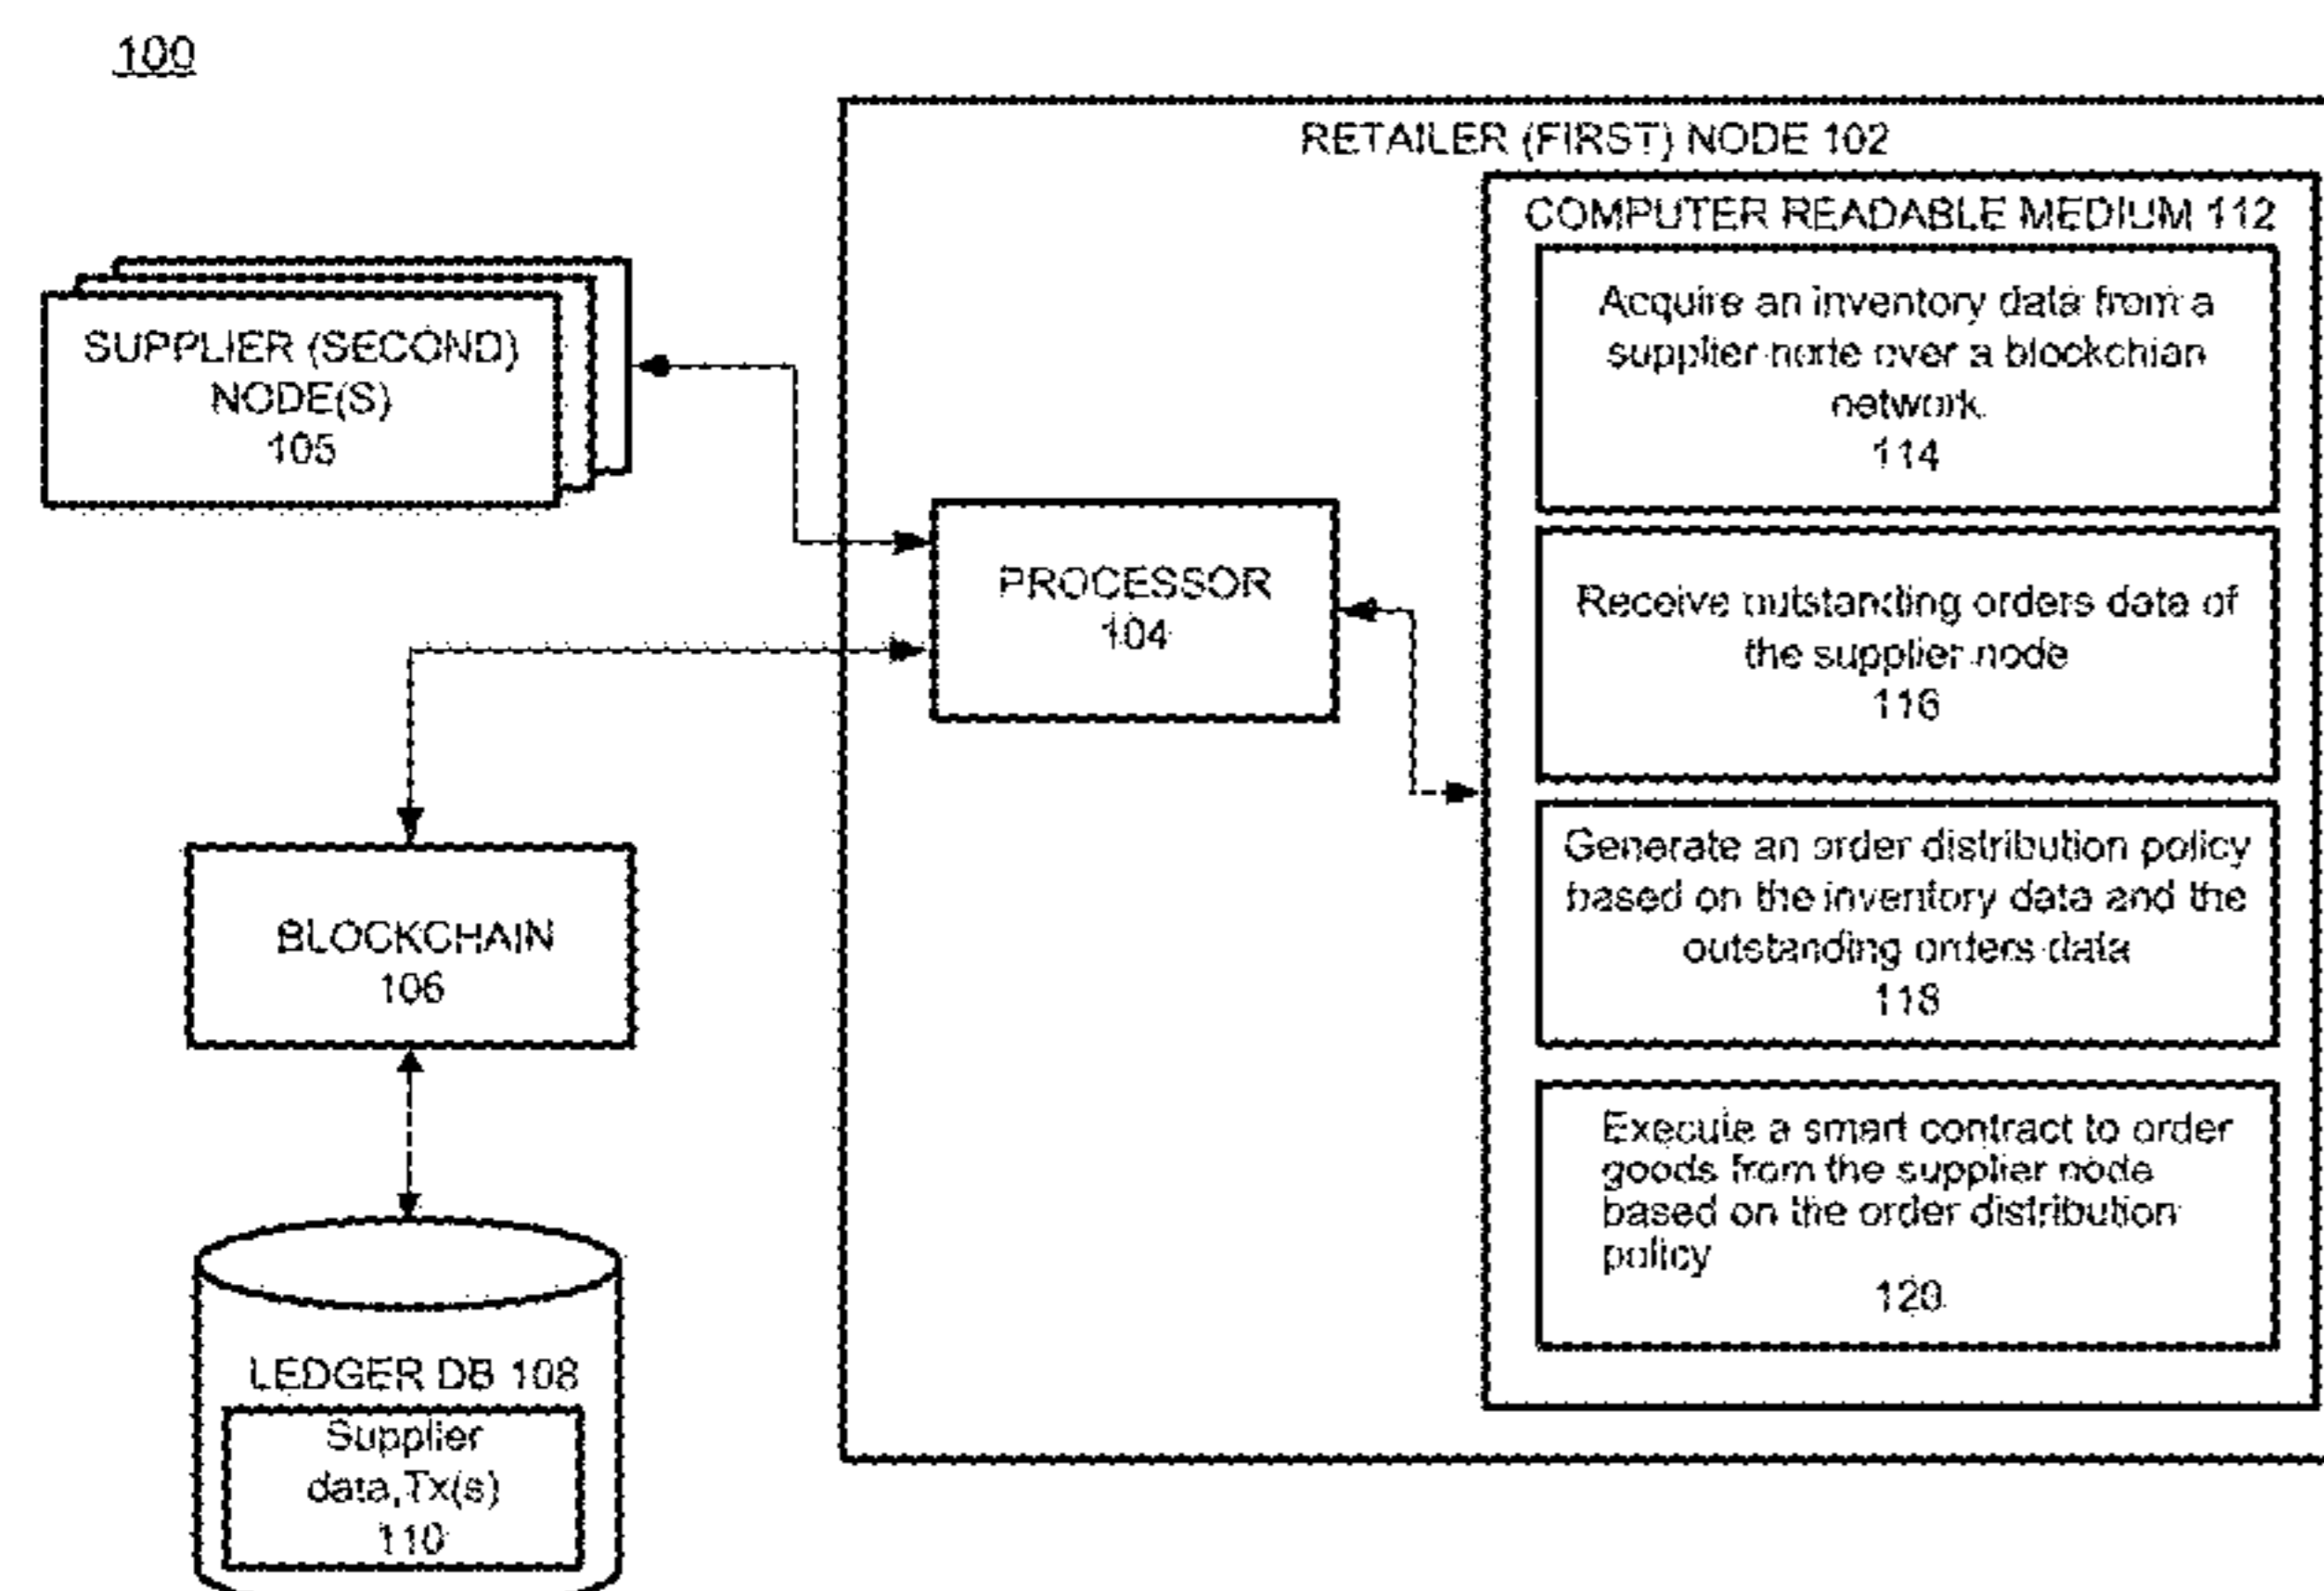 100
RETAILER (FIRST) NODE 102
COMPUTER READABLE MEDIUM 112
SUPPLIER (SECOND)
NODE(S)
105
PROCESSOR
104
BLOCKCHAIN
106
LEDGER DB 108
Supplier
data,Tx(s)
110
Acquire an inventory data from a
supplier node over a blockchian
network
114
Receive outstanding orders data of
the supplier node
116
Generate an order distribution policy
based on the inventory data and the
outstanding orders data
118
Execute a smart contract to order
goods from the supplier node
based on the order distribution
policy
120